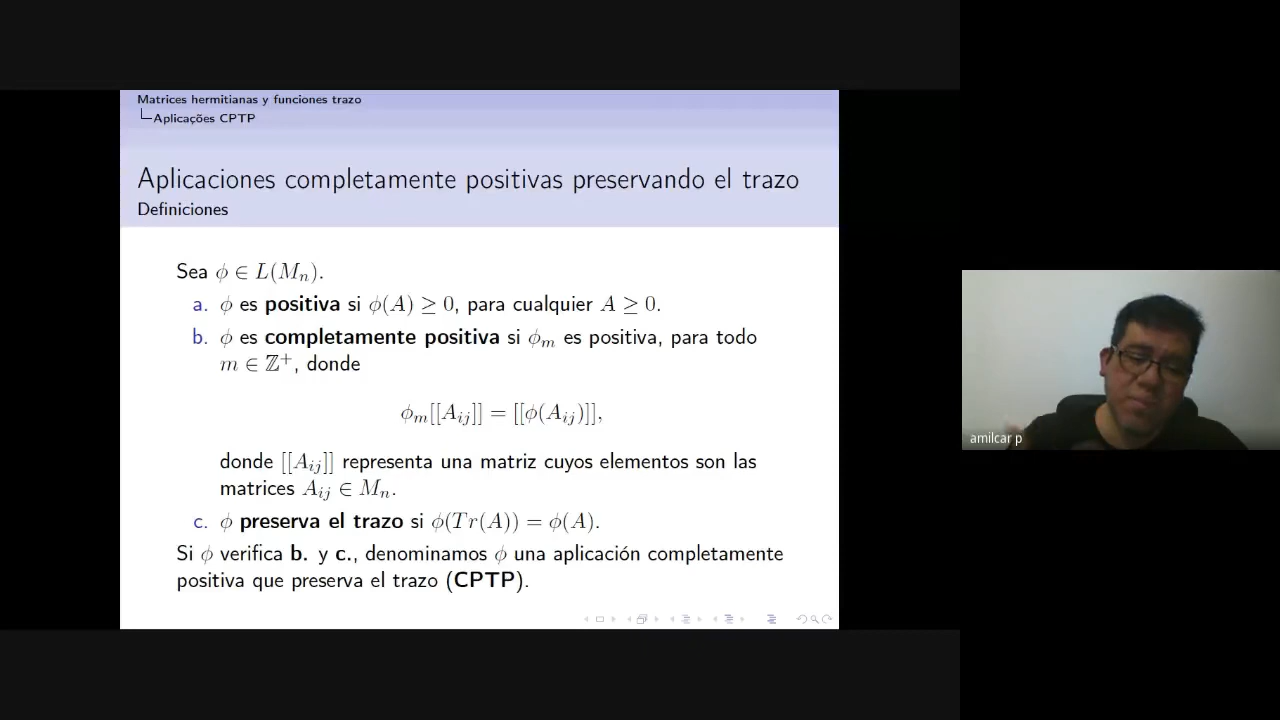 Matrices hermitianas y funciones trazo
Aplicações CPTP
Aplicaciones completamente positivas preservando el trazo
Definiciones
Sea ϕ ∈ L(Mₙ).
a. ϕ es positiva si ϕ(A) ≥ 0, para cualquier A ≥ 0.
b. ϕ es completamente positiva si ϕₘ es positiva, para todo
m ∈ ℤ⁺, donde
ϕₘ[[Aᵢⱼ]] = [[ϕ(Aᵢⱼ)]],
donde [[Aᵢⱼ]] representa una matriz cuyos elementos son las
matrices Aᵢⱼ ∈ Mₙ.
c. ϕ preserva el trazo si ϕ(Tr(A)) = ϕ(A).
Si ϕ verifica b. y c., denominamos ϕ una aplicación completamente
positiva que preserva el trazo (CPTP).
amilcar p